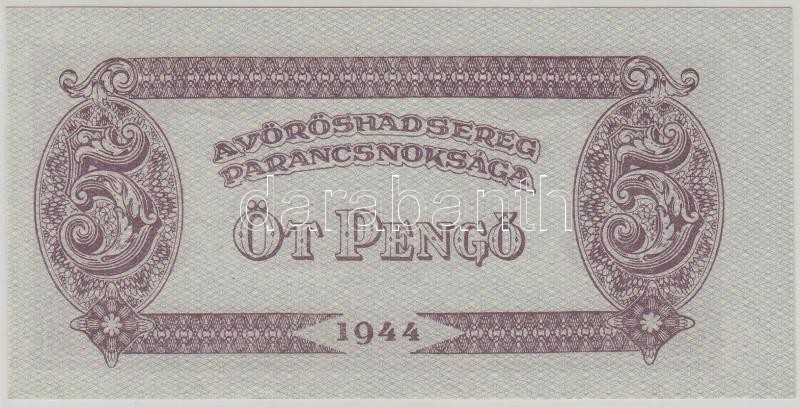 A VÖRÖSHADSEREG
PARANCSNOKSÁGA
5
5
ÖT PENGŐ
1944
darabanth